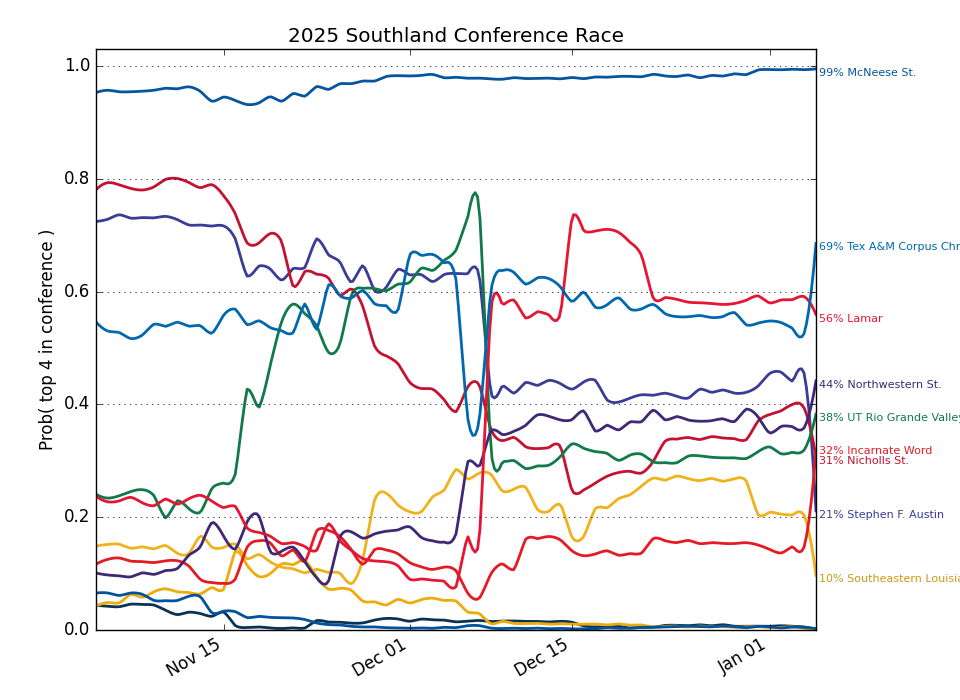 2025 Southland Conference Race
Prob( top 4 in conference )
1.0
0.8
0.6
0.4
0.2
0.0
Nov 15
Dec 01
Dec 15
Jan 01
99% McNeese St.
69% Tex A&M Corpus Chr
56% Lamar
44% Northwestern St.
38% UT Rio Grande Valley
32% Incarnate Word
31% Nicholls St.
21% Stephen F. Austin
10% Southeastern Louisia